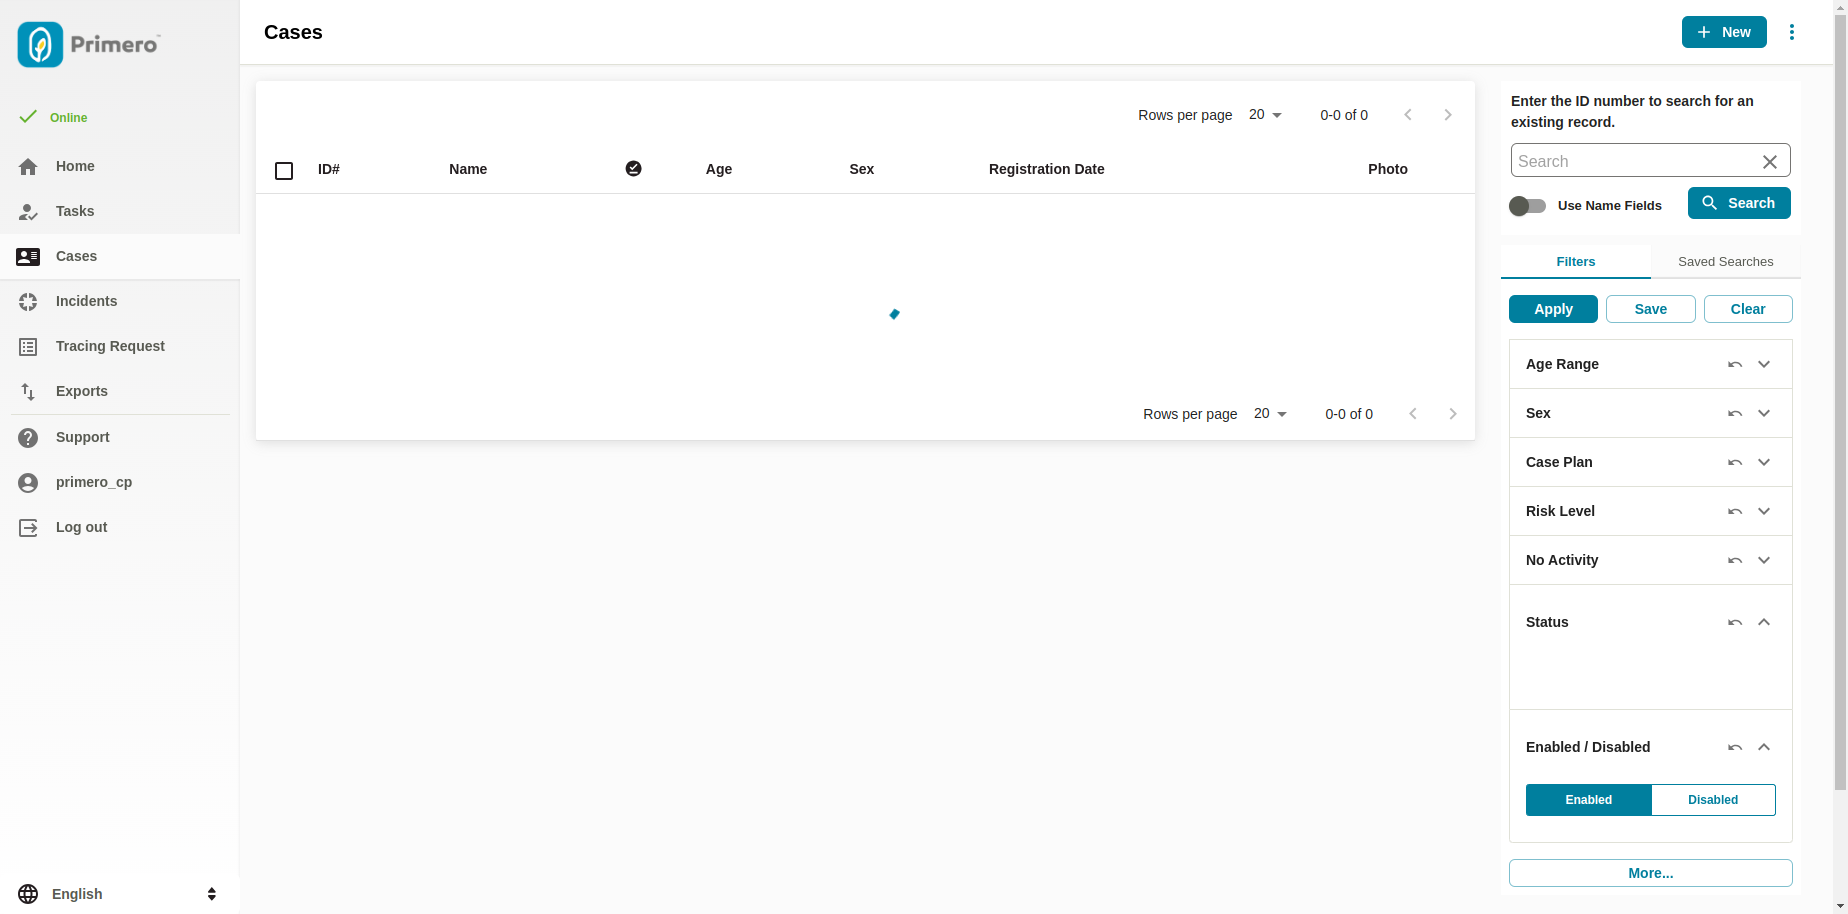 Primero™
Online
Home
Tasks
Cases
Incidents
Tracing Request
Exports
Support
primero_cp
Log out
English
Cases
New
Rows per page 20 0-0 of 0
ID# Name Age Sex Registration Date Photo
Rows per page 20 0-0 of 0
Enter the ID number to search for an
existing record.
Search
Use Name Fields
Search
Filters Saved Searches
Apply Save Clear
Age Range
Sex
Case Plan
Risk Level
No Activity
Status
Enabled / Disabled
Enabled Disabled
More...